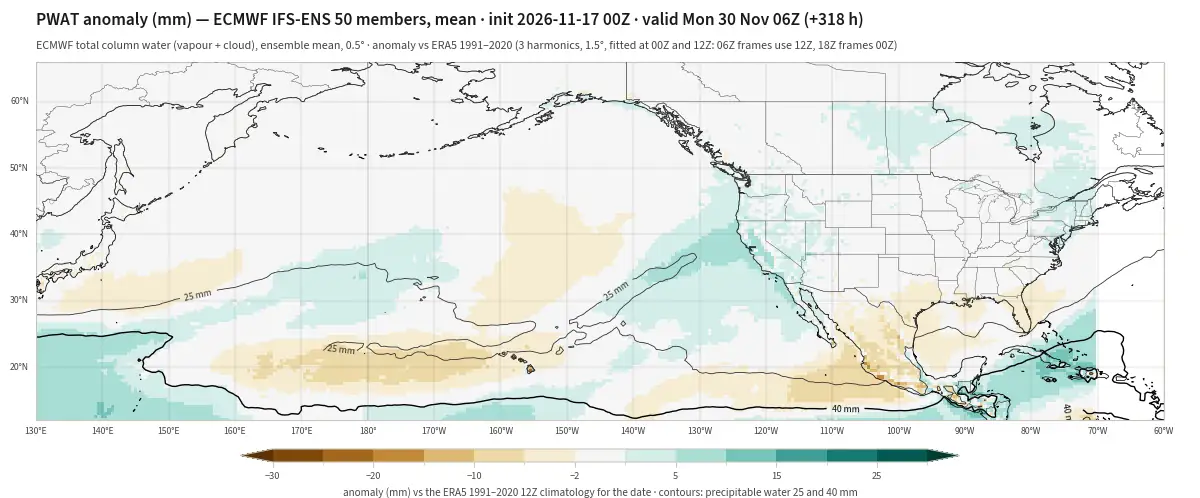 PWAT anomaly (mm) — ECMWF IFS-ENS 50 members, mean · init 2026-11-17 00Z · valid Mon 30 Nov 06Z (+318 h)
ECMWF total column water (vapour + cloud), ensemble mean, 0.5° · anomaly vs ERA5 1991–2020 (3 harmonics, 1.5°, fitted at 00Z and 12Z: 06Z frames use 12Z, 18Z frames 00Z)
60°N
50°N
40°N
30°N
20°N
25 mm
25 mm
25 mm
40 mm
40 m
130°E 140°E 150°E 160°E 170°E 180° 170°W 160°W 150°W 140°W 130°W 120°W 110°W 100°W 90°W 80°W 70°W 60°W
−30 −20 −10 −2 5 15 25
anomaly (mm) vs the ERA5 1991–2020 12Z climatology for the date · contours: precipitable water 25 and 40 mm